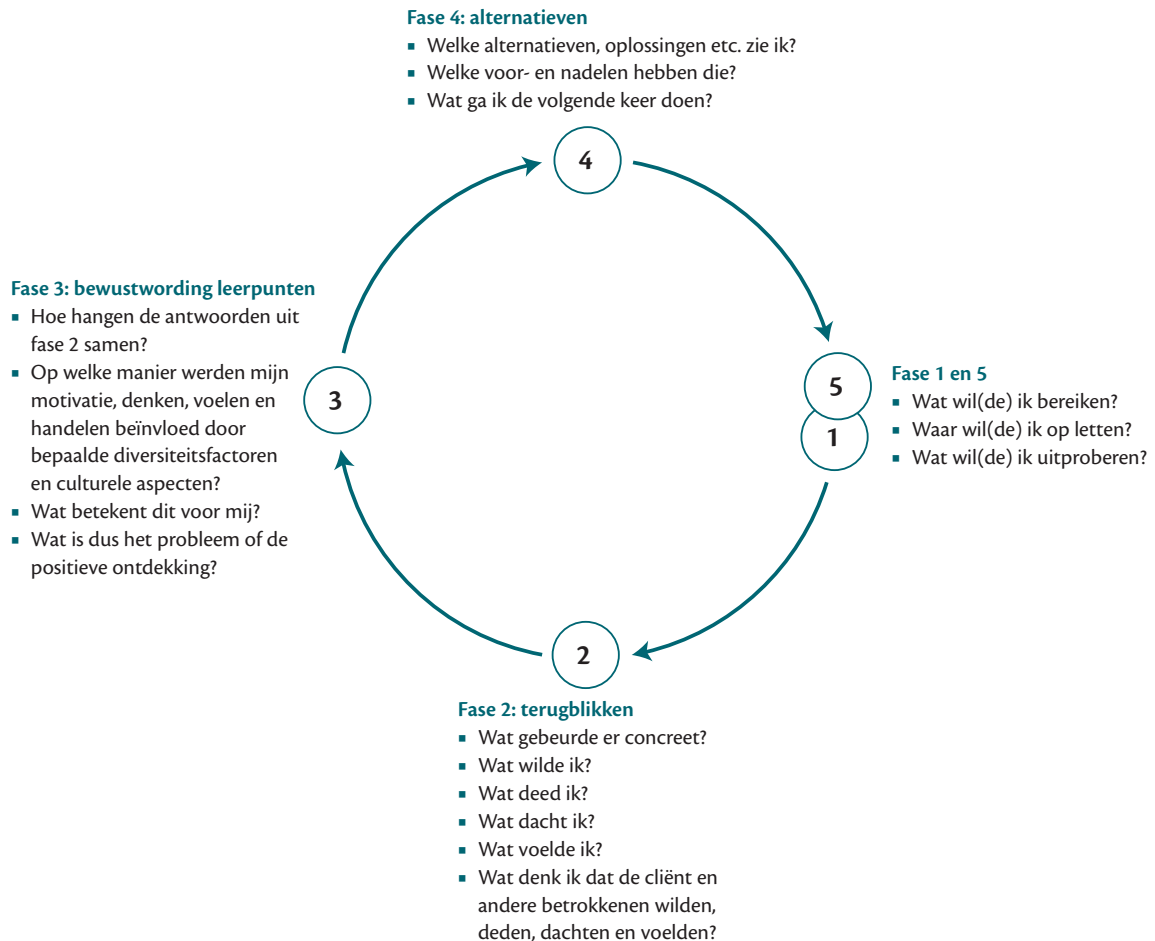 Fase 4: alternatieven
▪ Welke alternatieven, oplossingen etc. zie ik?
▪ Welke voor- en nadelen hebben die?
▪ Wat ga ik de volgende keer doen?
4
Fase 3: bewustwording leerpunten
▪ Hoe hangen de antwoorden uit
fase 2 samen?
▪ Op welke manier werden mijn
motivatie, denken, voelen en
handelen beïnvloed door
bepaalde diversiteitsfactoren
en culturele aspecten?
▪ Wat betekent dit voor mij?
▪ Wat is dus het probleem of de
positieve ontdekking?
3
5
1
Fase 1 en 5
▪ Wat wil(de) ik bereiken?
▪ Waar wil(de) ik op letten?
▪ Wat wil(de) ik uitproberen?
2
Fase 2: terugblikken
▪ Wat gebeurde er concreet?
▪ Wat wilde ik?
▪ Wat deed ik?
▪ Wat dacht ik?
▪ Wat voelde ik?
▪ Wat denk ik dat de cliënt en
andere betrokkenen wilden,
deden, dachten en voelden?